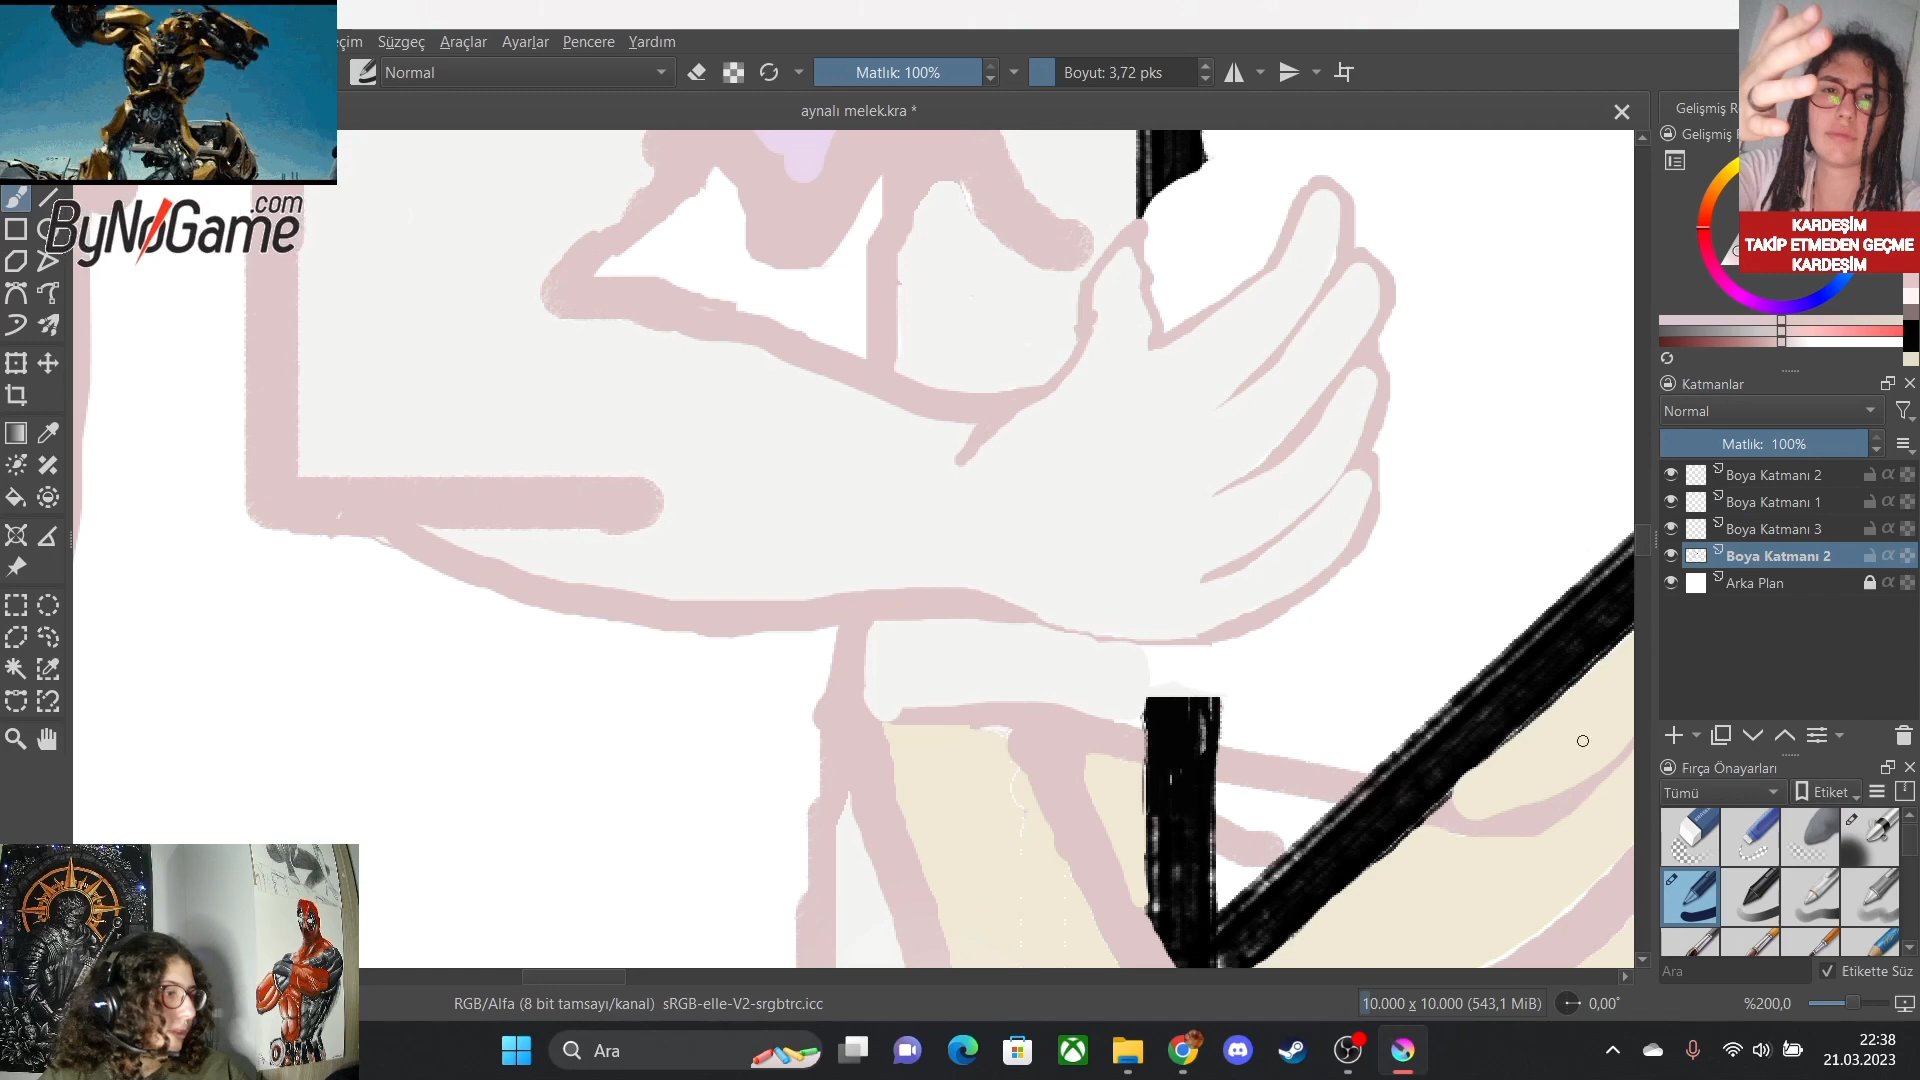 eçim Süzgeç Araçlar Ayarlar Pencere Yardım
Normal
Matlık: 100%
Boyut: 3,72 pks
aynalı melek.kra *
ByNoGame.com
KARDEŞİM
TAKİP ETMEDEN GEÇME
KARDEŞİM
Gelişmiş R
Gelişmiş
Katmanlar
Normal
Matlık: 100%
Boya Katmanı 2
Boya Katmanı 1
Boya Katmanı 3
Boya Katmanı 2
Arka Plan
Fırça Önayarları
Tümü
Etiket
Ara
Etikette Süz
RGB/Alfa (8 bit tamsayı/kanal) sRGB-elle-V2-srgbtrc.icc
10.000 x 10.000 (543,1 MiB)
0,00°
%200,0
Ara
22:38
21.03.2023